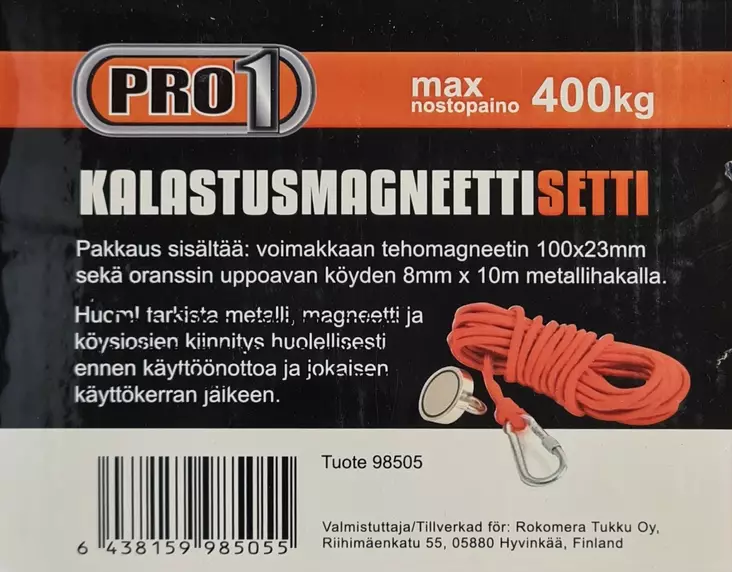 PRO1
max
nostopaino 400kg
KALASTUSMAGNEETTISETTI
Pakkaus sisältää: voimakkaan tehomagneetin 100x23mm
sekä oranssin uppoavan köyden 8mm x 10m metallihakalla.
Huom! tarkista metalli, magneetti ja
köysiosien kiinnitys huolellisesti
ennen käyttöönottoa ja jokaisen
käyttökerran jälkeen.
Tuote 98505
6 438159 985055
Valmistuttaja/Tillverkad för: Rokomera Tukku Oy,
Riihimäenkatu 55, 05880 Hyvinkää, Finland